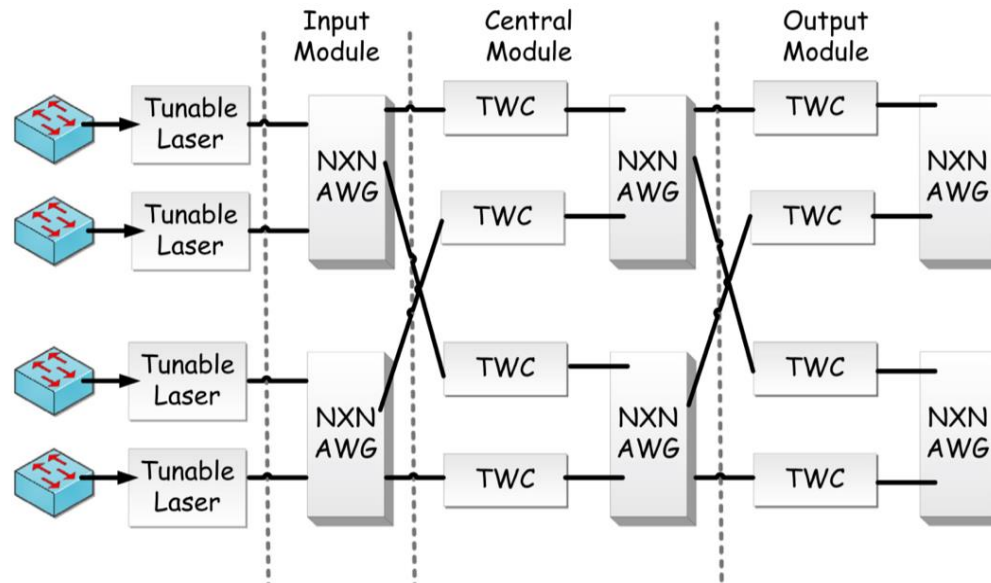 Input
Module
Central
Module
Output
Module
Tunable
Laser
TWC
TWC
NXN
AWG
NXN
AWG
NXN
AWG
Tunable
Laser
TWC
TWC
Tunable
Laser
TWC
TWC
NXN
AWG
NXN
AWG
NXN
AWG
Tunable
Laser
TWC
TWC